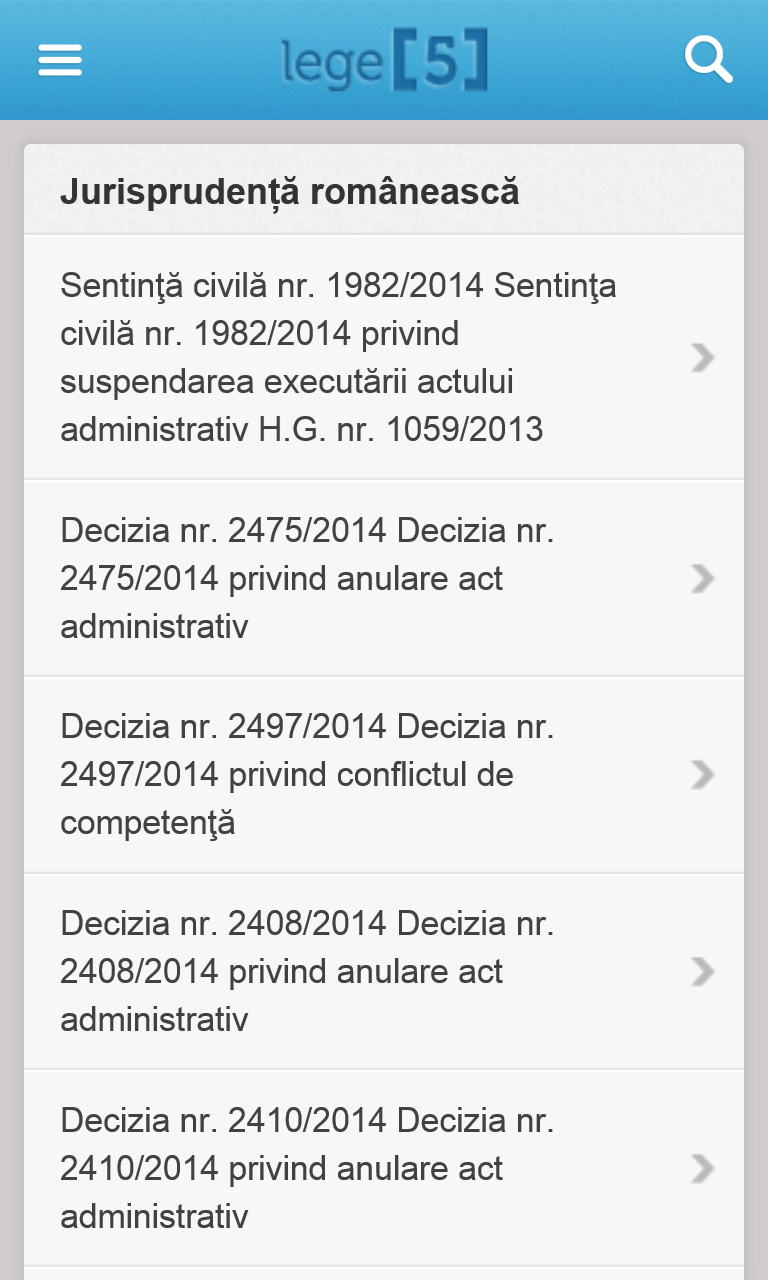 lege[5]
Jurisprudență românească
Sentinţă civilă nr. 1982/2014 Sentinţa
civilă nr. 1982/2014 privind
suspendarea executării actului
administrativ H.G. nr. 1059/2013
Decizia nr. 2475/2014 Decizia nr.
2475/2014 privind anulare act
administrativ
Decizia nr. 2497/2014 Decizia nr.
2497/2014 privind conflictul de
competenţă
Decizia nr. 2408/2014 Decizia nr.
2408/2014 privind anulare act
administrativ
Decizia nr. 2410/2014 Decizia nr.
2410/2014 privind anulare act
administrativ